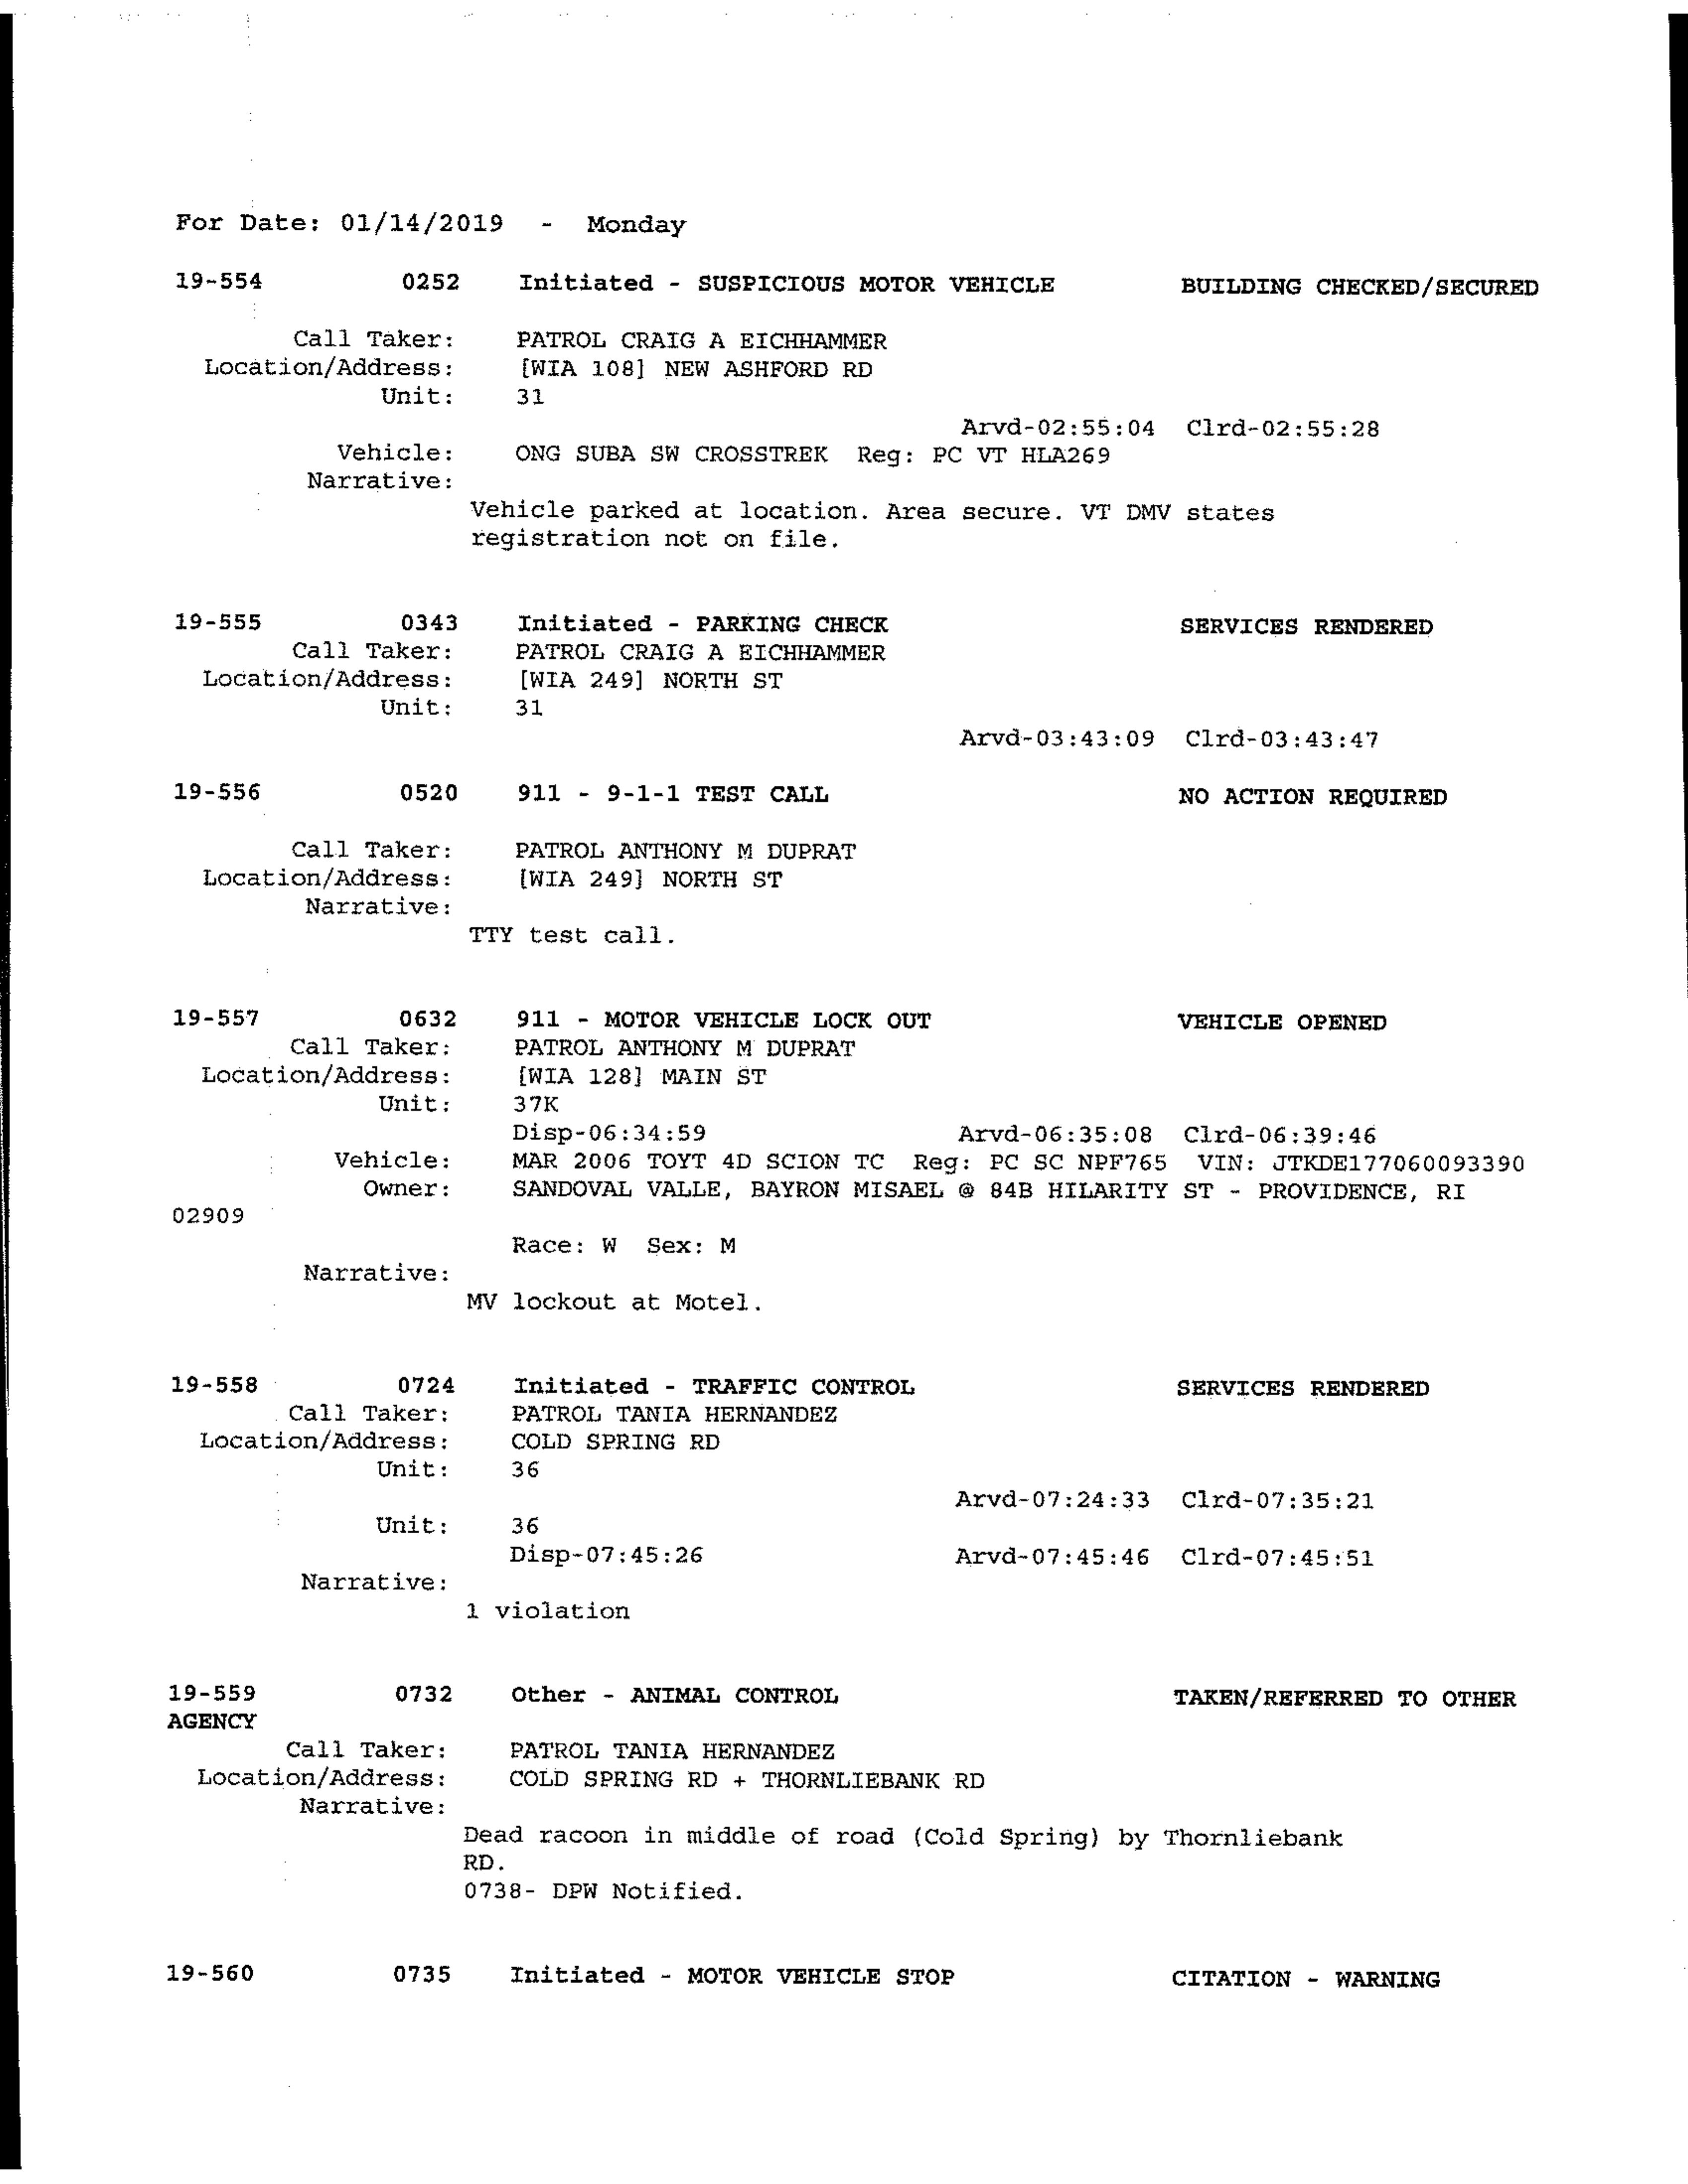 For Date: 01/14/2019 - Monday
19-554 0252 Initiated - SUSPICIOUS MOTOR VEHICLE BUILDING CHECKED/SECURED
Call Taker: PATROL CRAIG A EICHHAMMER
Location/Address: [WIA 108] NEW ASHFORD RD
Unit: 31
Arvd-02:55:04 Clrd-02:55:28
Vehicle: ONG SUBA SW CROSSTREK Reg: PC VT HLA269
Narrative:
Vehicle parked at location. Area secure. VT DMV states
registration not on file.
19-555 0343 Initiated - PARKING CHECK SERVICES RENDERED
Call Taker: PATROL CRAIG A EICHHAMMER
Location/Address: [WIA 249] NORTH ST
Unit: 31
Arvd-03:43:09 Clrd-03:43:47
19-556 0520 911 - 9-1-1 TEST CALL NO ACTION REQUIRED
Call Taker: PATROL ANTHONY M DUPRAT
Location/Address: [WIA 249] NORTH ST
Narrative:
TTY test call.
19-557 0632 911 - MOTOR VEHICLE LOCK OUT VEHICLE OPENED
Call Taker: PATROL ANTHONY M DUPRAT
Location/Address: [WIA 128] MAIN ST
Unit: 37K
Disp-06:34:59 Arvd-06:35:08 Clrd-06:39:46
Vehicle: MAR 2006 TOYT 4D SCION TC Reg: PC SC NPF765 VIN: JTKDE177060093390
Owner: SANDOVAL VALLE, BAYRON MISAEL @ 84B HILARITY ST - PROVIDENCE, RI
02909
Race: W Sex: M
Narrative:
MV lockout at Motel.
19-558 0724 Initiated - TRAFFIC CONTROL SERVICES RENDERED
Call Taker: PATROL TANIA HERNANDEZ
Location/Address: COLD SPRING RD
Unit: 36
Arvd-07:24:33 Clrd-07:35:21
Unit: 36
Disp-07:45:26 Arvd-07:45:46 Clrd-07:45:51
Narrative:
1 violation
19-559 0732 Other - ANIMAL CONTROL TAKEN/REFERRED TO OTHER
AGENCY
Call Taker: PATROL TANIA HERNANDEZ
Location/Address: COLD SPRING RD + THORNLIEBANK RD
Narrative:
Dead racoon in middle of road (Cold Spring) by Thornliebank
RD.
0738- DPW Notified.
19-560 0735 Initiated - MOTOR VEHICLE STOP CITATION - WARNING